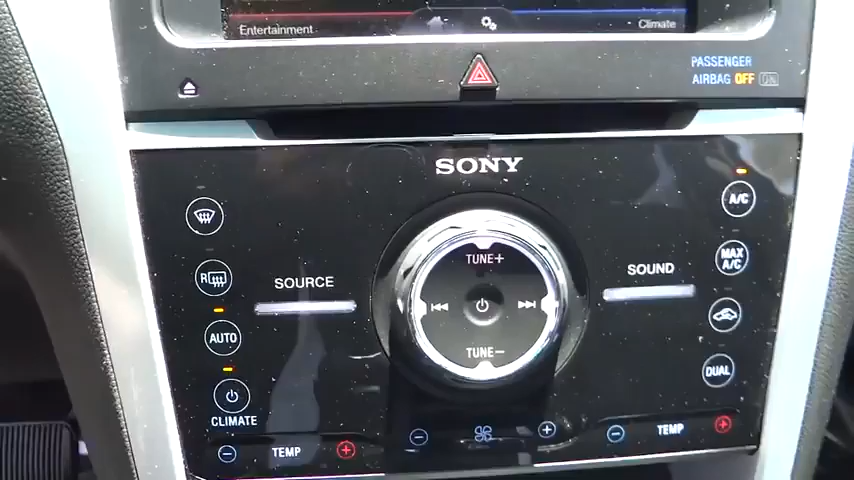 Entertainment
Climate
PASSENGER
AIRBAG OFF ON
SONY
A/C
R
MAX
A/C
SOURCE
TUNE+
SOUND
AUTO
TUNE−
DUAL
CLIMATE
TEMP
TEMP